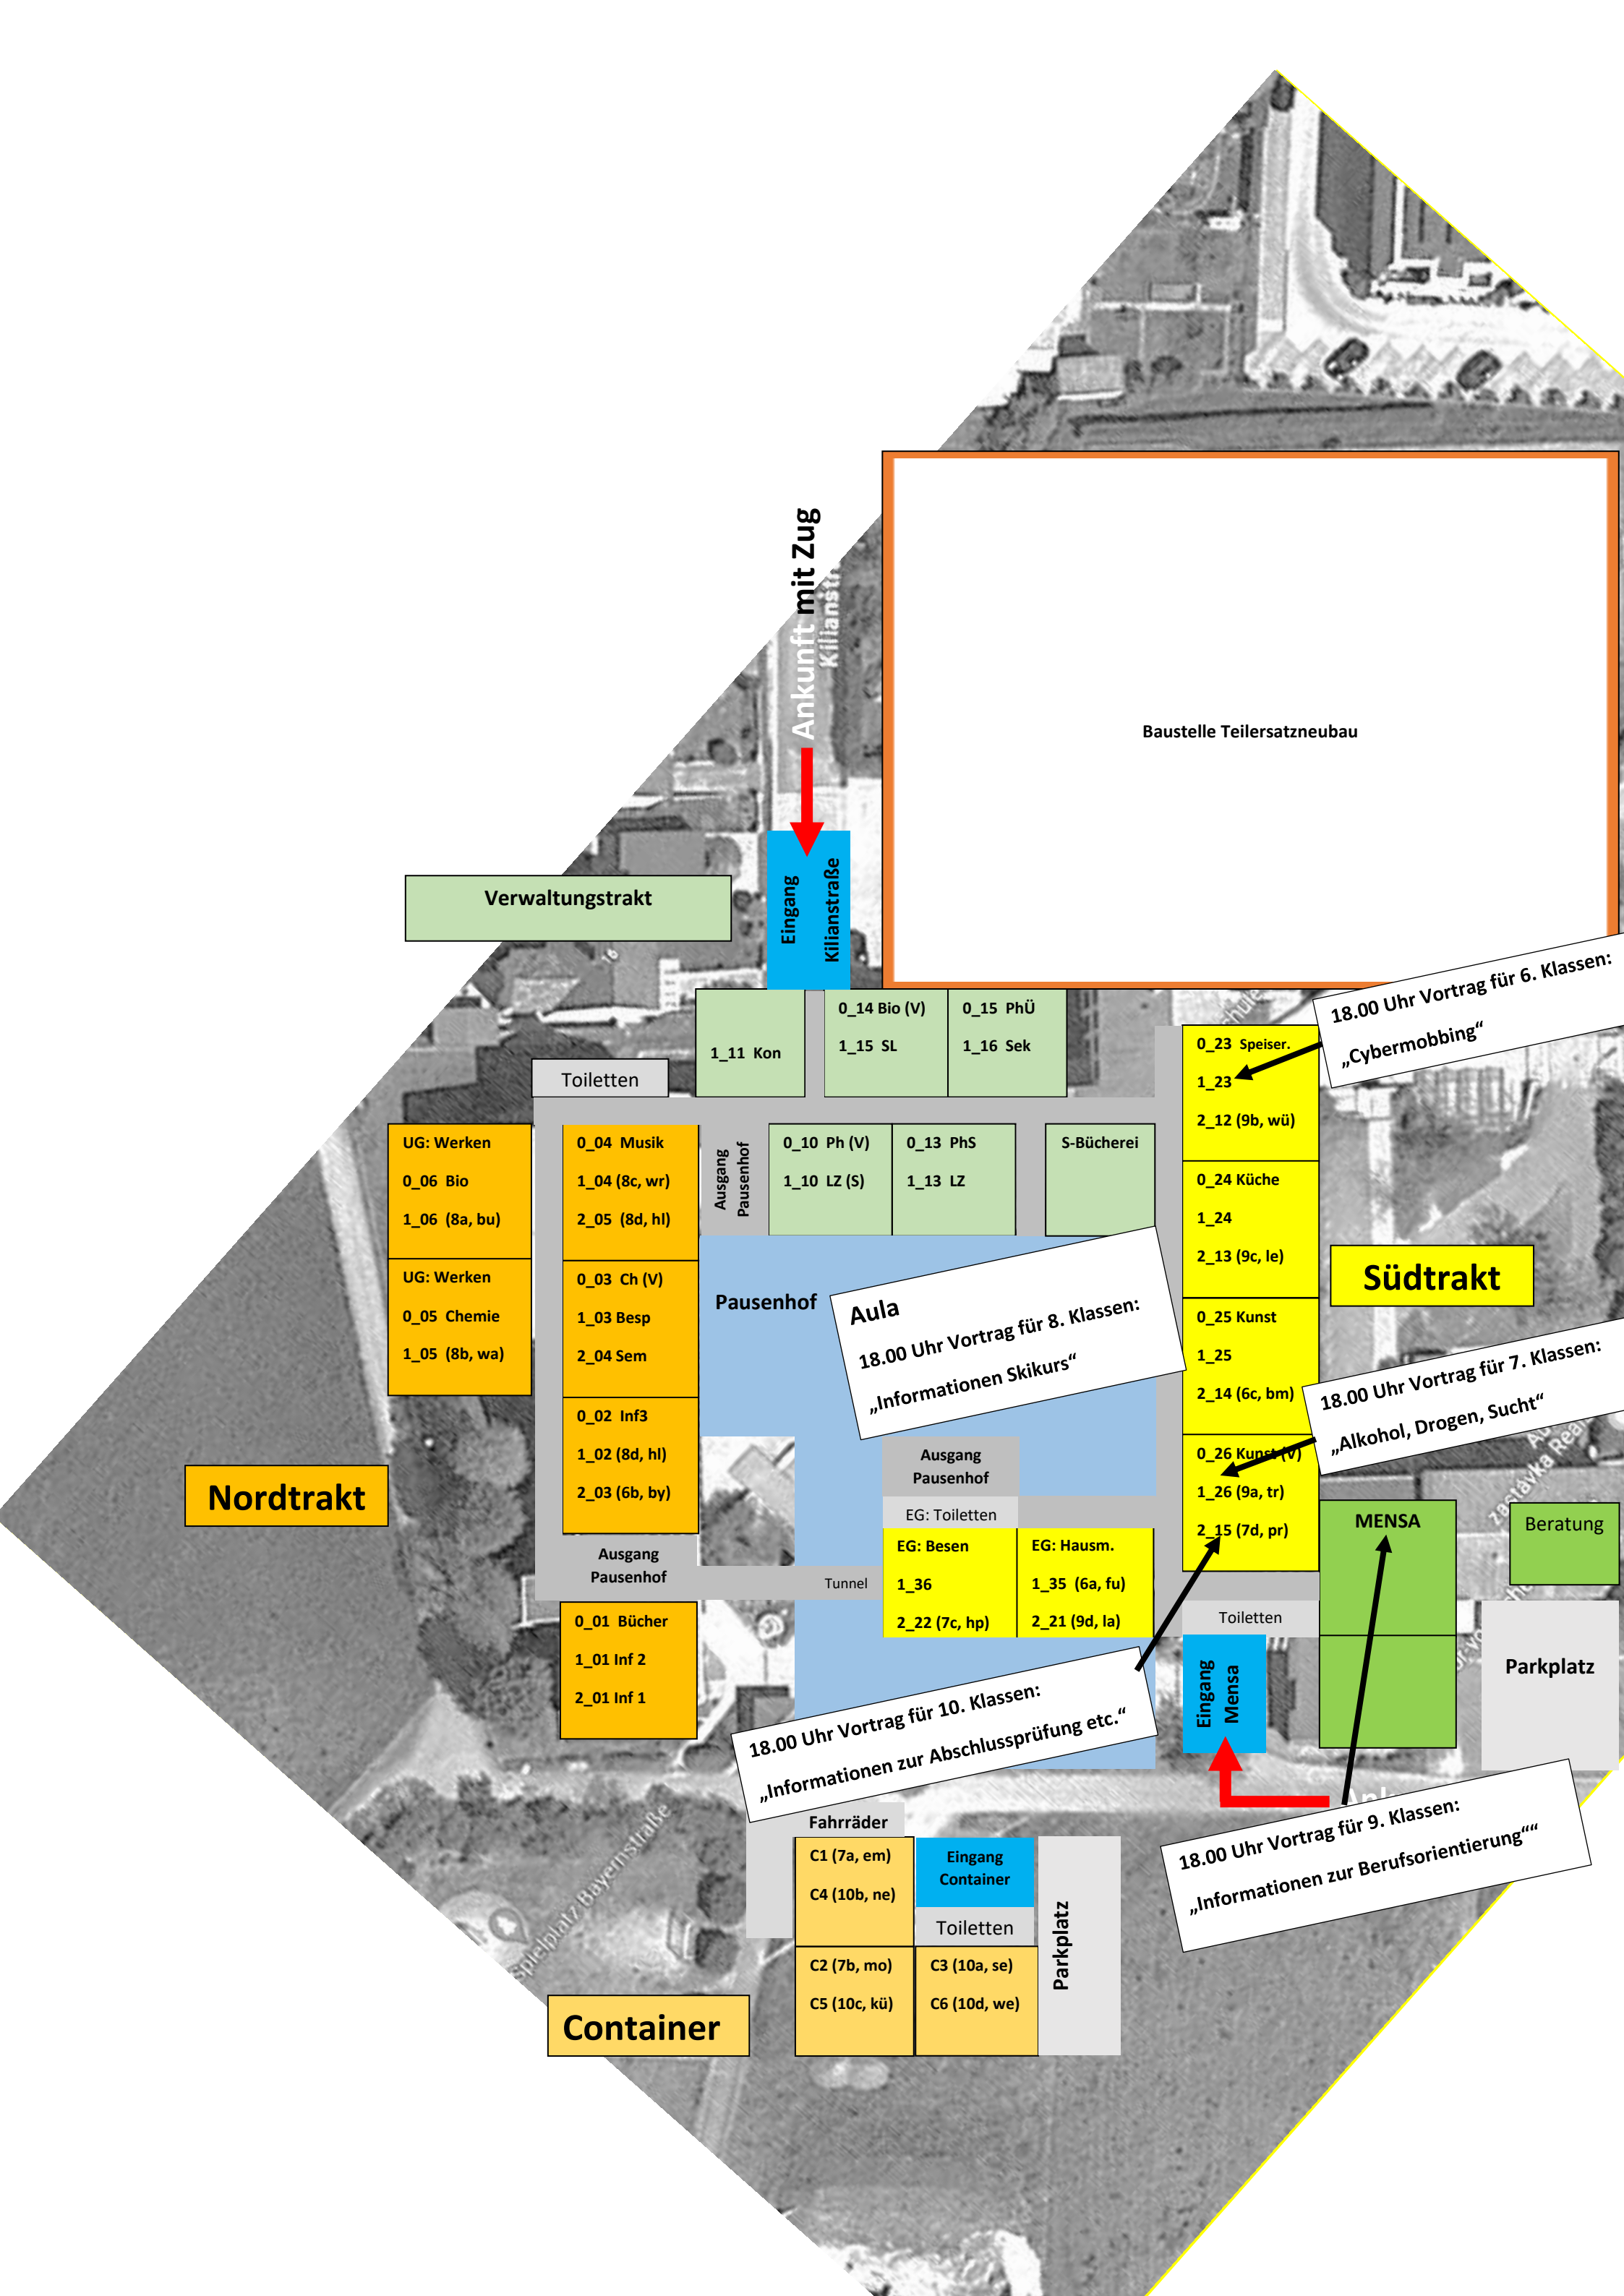 Ankunft mit Zug
Kilianstr
Baustelle Teilersatzneubau
Verwaltungstrakt
16
Eingang
Kilianstraße
18.00 Uhr Vortrag für 6. Klassen:
„Cybermobbing“
1_11 Kon
0_14 Bio (V)
1_15 SL
0_15 PhÜ
1_16 Sek
Toiletten
0_23 Speiser.
1_23
2_12 (9b, wü)
UG: Werken
0_06 Bio
1_06 (8a, bu)
0_04 Musik
1_04 (8c, wr)
2_05 (8d, hl)
Ausgang
Pausenhof
0_10 Ph (V)
1_10 LZ (S)
0_13 PhS
1_13 LZ
S-Bücherei
0_24 Küche
1_24
2_13 (9c, le)
Südtrakt
UG: Werken
0_05 Chemie
1_05 (8b, wa)
0_03 Ch (V)
1_03 Besp
2_04 Sem
Pausenhof
Aula
18.00 Uhr Vortrag für 8. Klassen:
„Informationen Skikurs“
0_25 Kunst
1_25
2_14 (6c, bm)
18.00 Uhr Vortrag für 7. Klassen:
„Alkohol, Drogen, Sucht“
Nordtrakt
0_02 Inf3
1_02 (8d, hl)
2_03 (6b, by)
Ausgang
Pausenhof
EG: Toiletten
0_26 Kunst (V)
1_26 (9a, tr)
2_15 (7d, pr)
MENSA
Beratung
Ausgang
Pausenhof
Tunnel
EG: Besen
1_36
2_22 (7c, hp)
EG: Hausm.
1_35 (6a, fu)
2_21 (9d, la)
Toiletten
0_01 Bücher
1_01 Inf 2
2_01 Inf 1
Eingang
Mensa
Parkplatz
18.00 Uhr Vortrag für 10. Klassen:
„Informationen zur Abschlussprüfung etc.“
18.00 Uhr Vortrag für 9. Klassen:
„Informationen zur Berufsorientierung““
Spielplatz Bayernstraße
Fahrräder
C1 (7a, em)
C4 (10b, ne)
Eingang
Container
Toiletten
Parkplatz
C2 (7b, mo)
C5 (10c, kü)
C3 (10a, se)
C6 (10d, we)
Container